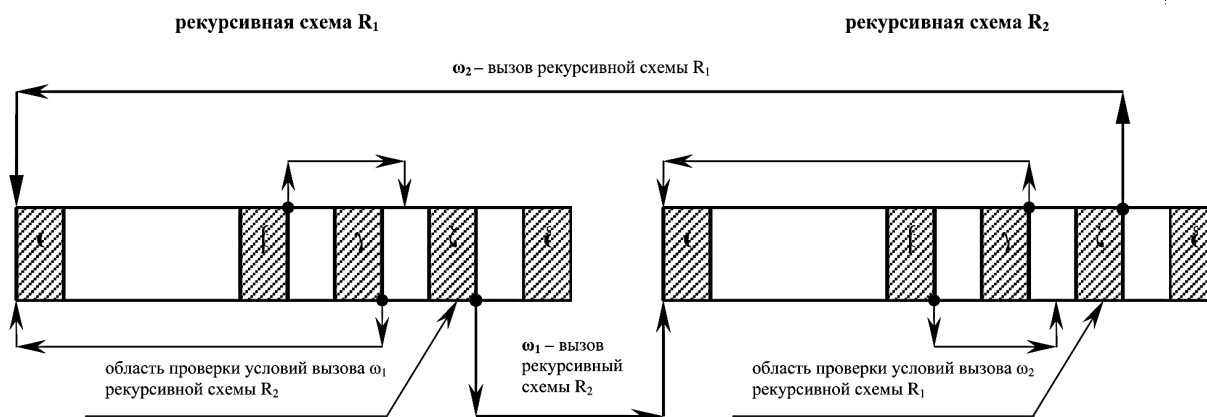 рекурсивная схема R₁
рекурсивная схема R₂
ω₂ – вызов рекурсивной схемы R₁
область проверки условий вызова ω₁
рекурсивной схемы R₂
ω₁ – вызов
рекурсивный
схемы R₂
область проверки условий вызова ω₂
рекурсивной схемы R₁